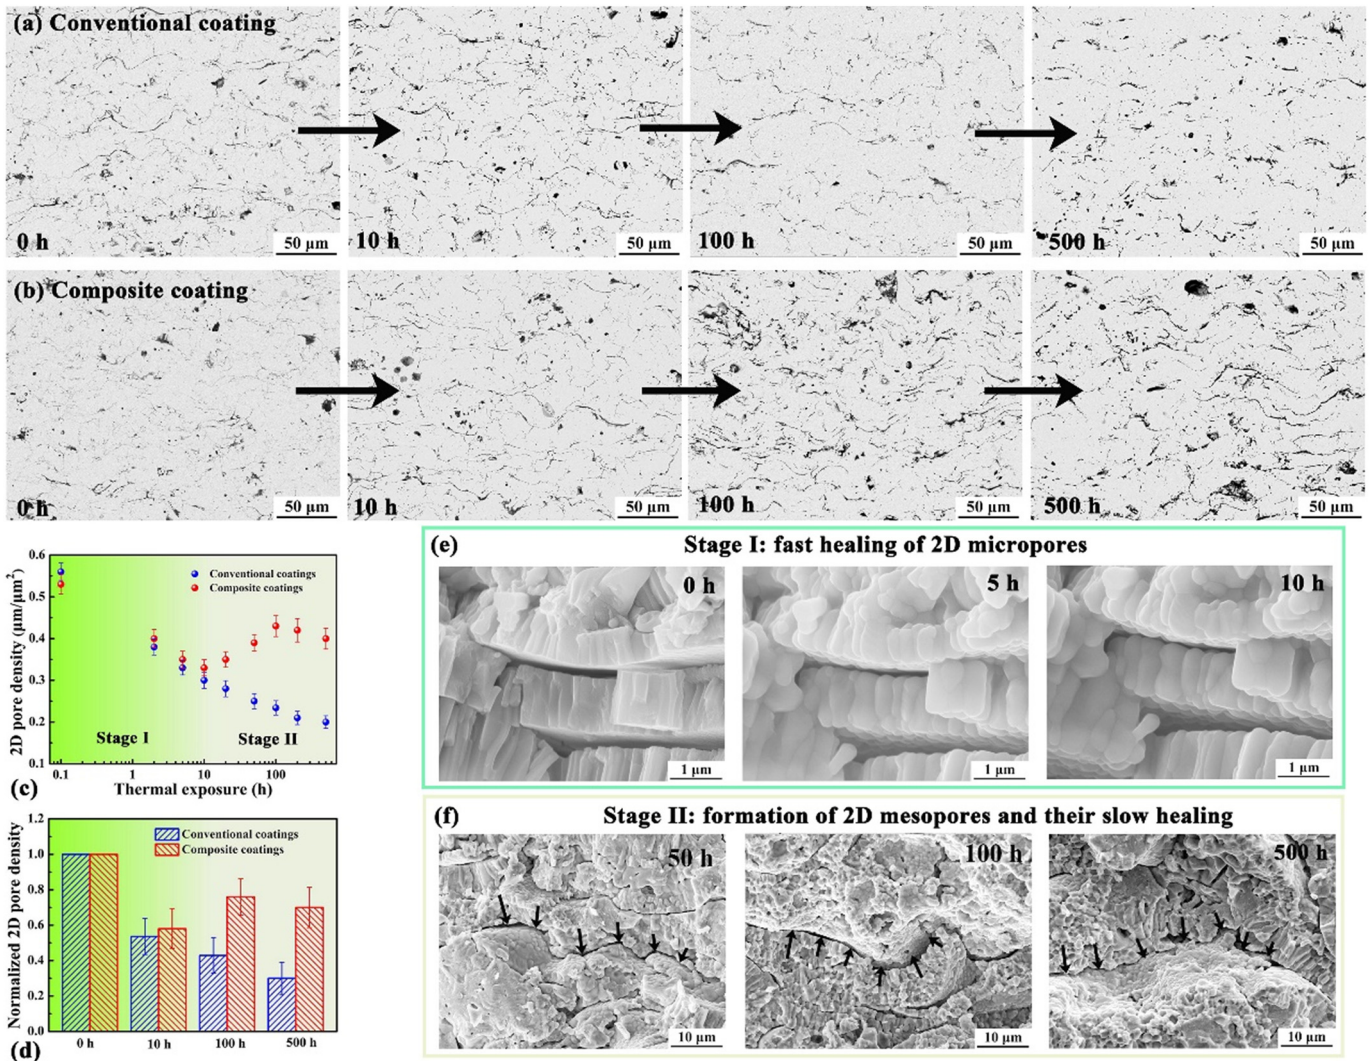 (a) Conventional coating
0 h
50 μm
10 h
50 μm
100 h
50 μm
500 h
50 μm
(b) Composite coating
0 h
50 μm
10 h
50 μm
100 h
50 μm
500 h
50 μm
0.6
0.5
0.4
0.3
0.2
0.1
2D pore density (μm/μm²)
Conventional coatings
Composite coatings
Stage I
Stage II
0.1
1
10
100
Thermal exposure (h)
(c)
1.2
1.0
0.8
0.6
0.4
0.2
0.0
Normalized 2D pore density
Conventional coatings
Composite coatings
0 h
10 h
100 h
500 h
(d)
(e)
Stage I: fast healing of 2D micropores
0 h
1 μm
5 h
1 μm
10 h
1 μm
(f)
Stage II: formation of 2D mesopores and their slow healing
50 h
10 μm
100 h
10 μm
500 h
10 μm